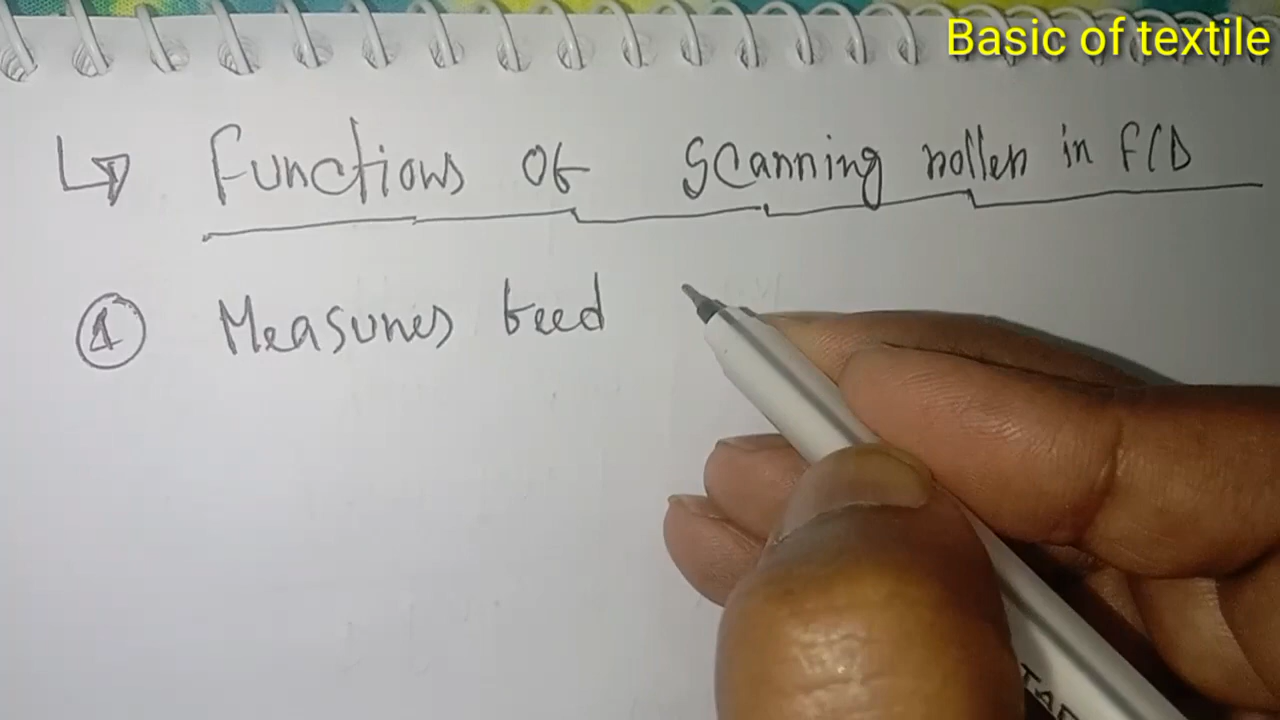 Basic of textile
↳ Functions of Scanning roller in F/D
① Measures feed